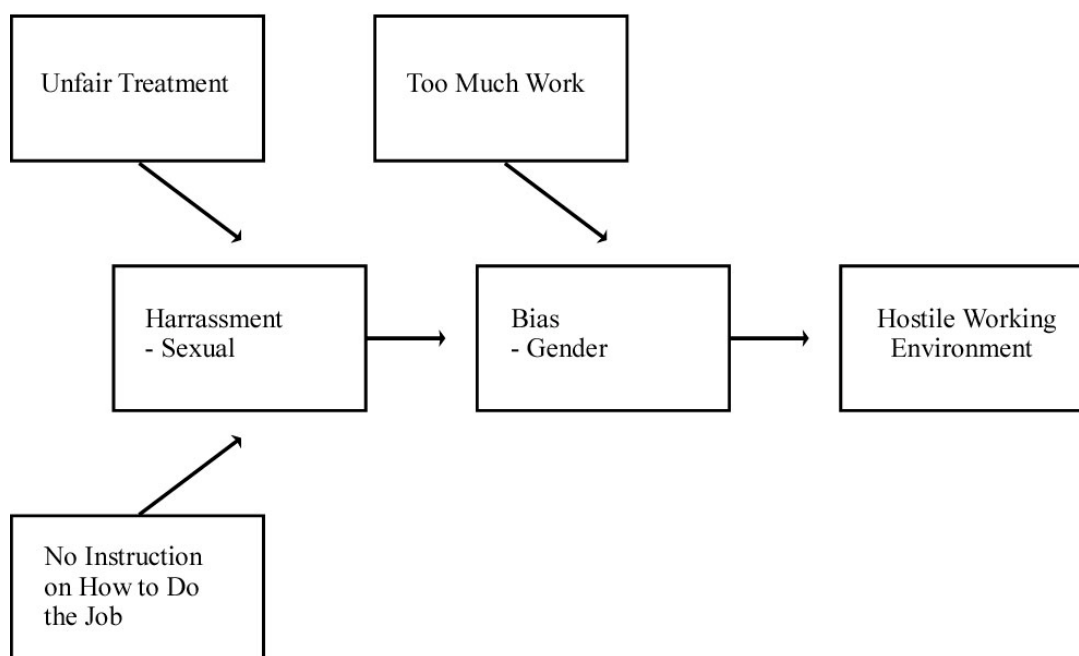 Unfair Treatment
Too Much Work
Harrassment
- Sexual
Bias
- Gender
Hostile Working
Environment
No Instruction
on How to Do
the Job